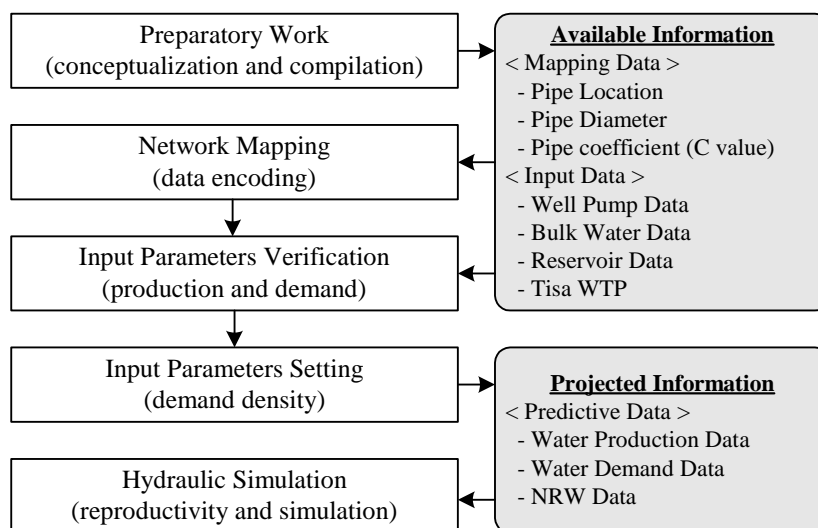 Preparatory Work
(conceptualization and compilation)
Network Mapping
(data encoding)
Input Parameters Verification
(production and demand)
Input Parameters Setting
(demand density)
Hydraulic Simulation
(reproductivity and simulation)
Available Information
< Mapping Data >
- Pipe Location
- Pipe Diameter
- Pipe coefficient (C value)
< Input Data >
- Well Pump Data
- Bulk Water Data
- Reservoir Data
- Tisa WTP
Projected Information
< Predictive Data >
- Water Production Data
- Water Demand Data
- NRW Data